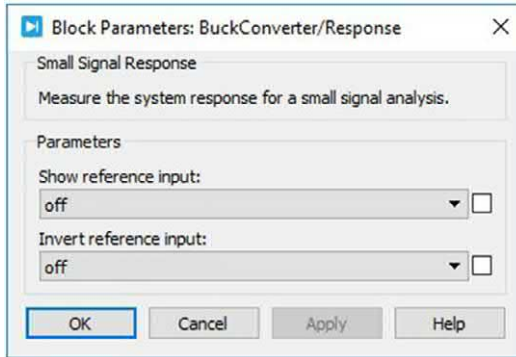 Block Parameters: BuckConverter/Response
Small Signal Response
Measure the system response for a small signal analysis.
Parameters
Show reference input:
off
Invert reference input:
off
OK Cancel Apply Help